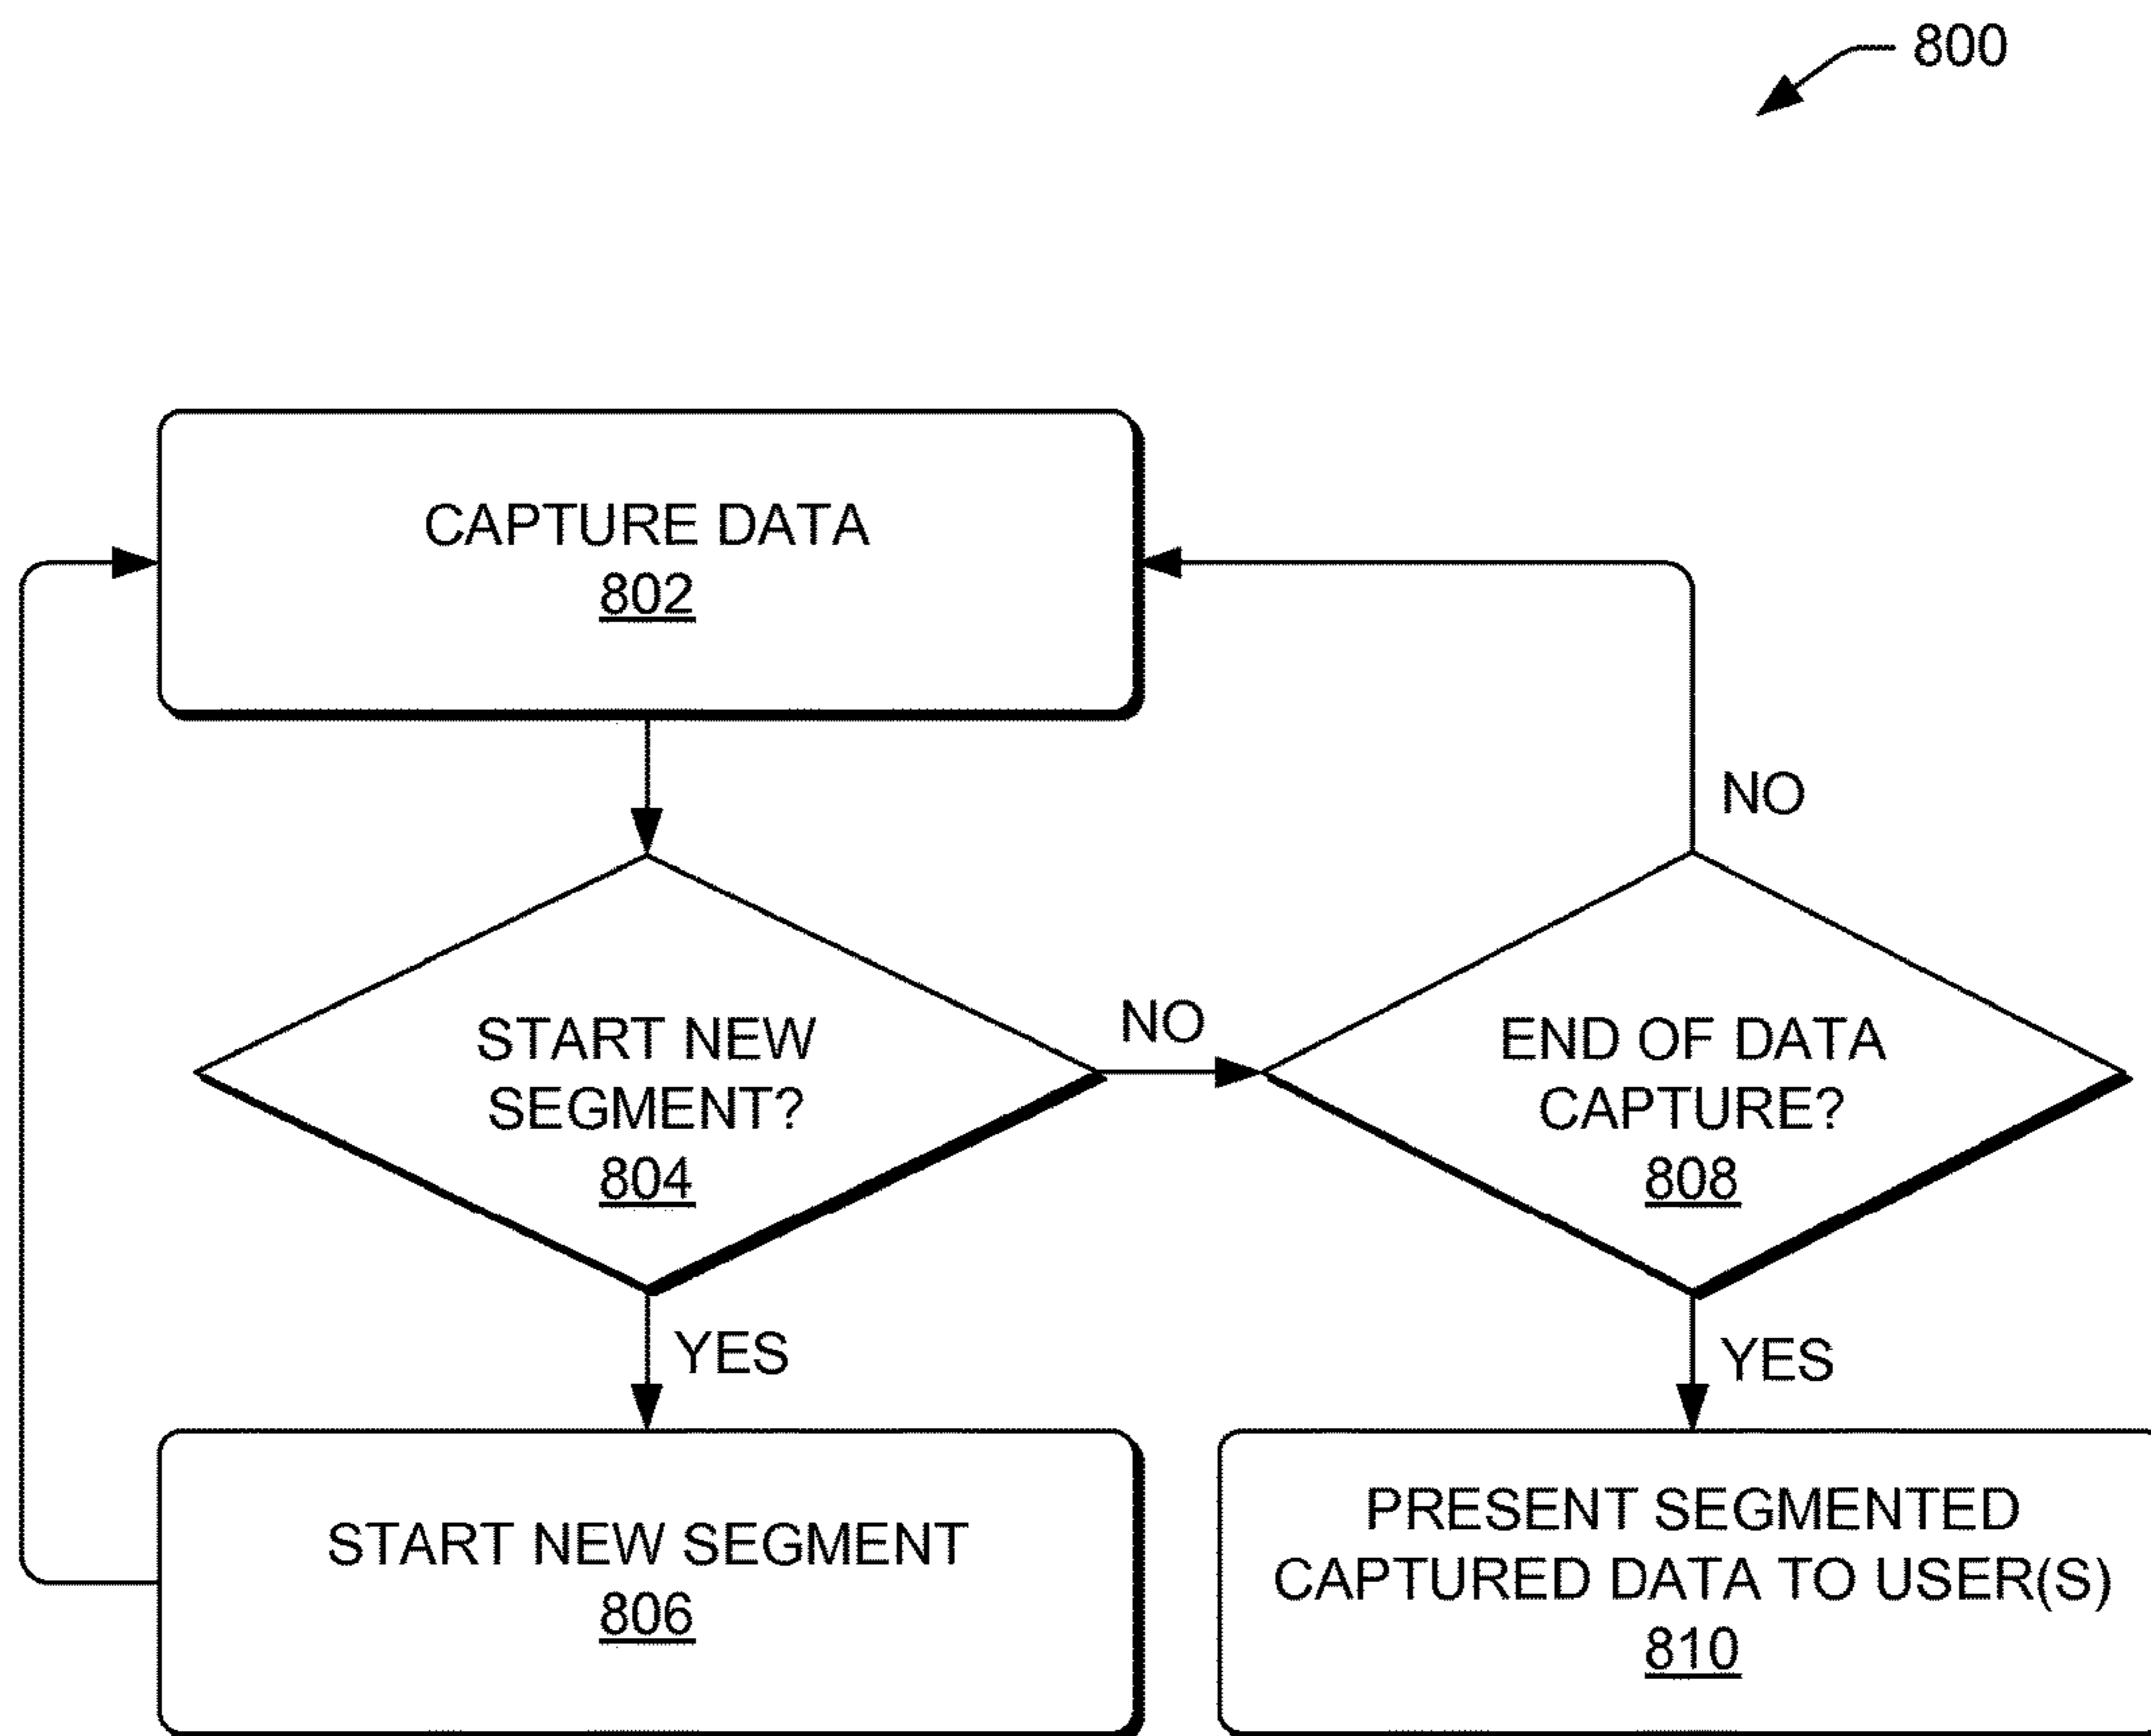 800
CAPTURE DATA
802
START NEW
SEGMENT?
804
NO
END OF DATA
CAPTURE?
808
NO
YES
YES
START NEW SEGMENT
806
PRESENT SEGMENTED
CAPTURED DATA TO USER(S)
810